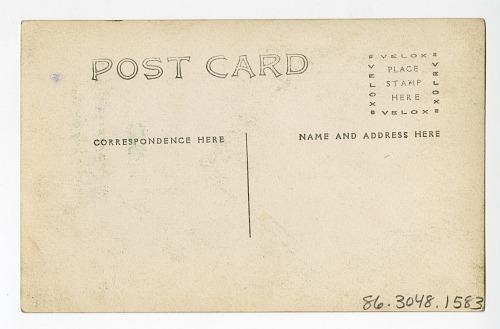 POST CARD
VELOX
VELOX
PLACE
STAMP
HERE
VELOX
VELOX
CORRESPONDENCE HERE
NAME AND ADDRESS HERE
86.3048.1583